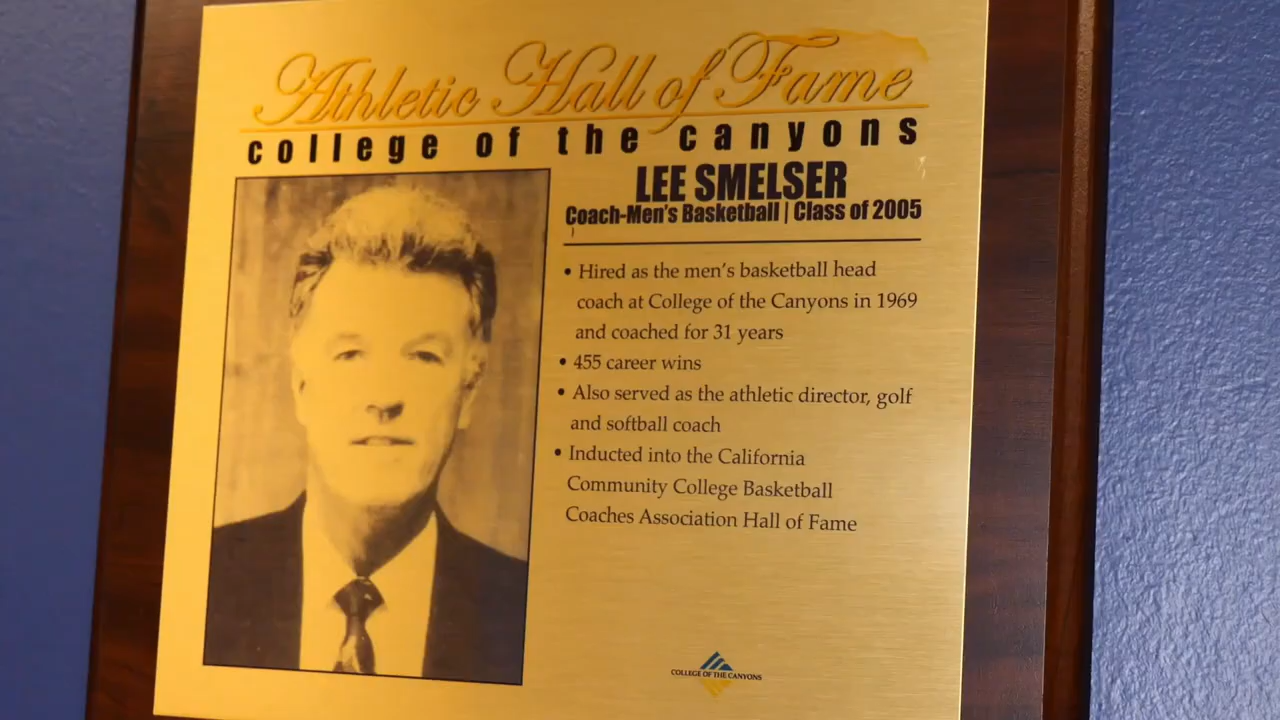 Athletic Hall of Fame
college of the canyons
LEE SMELSER
Coach-Men's Basketball | Class of 2005
• Hired as the men's basketball head
coach at College of the Canyons in 1969
and coached for 31 years
• 455 career wins
• Also served as the athletic director, golf
and softball coach
• Inducted into the California
Community College Basketball
Coaches Association Hall of Fame
COLLEGE OF THE CANYONS